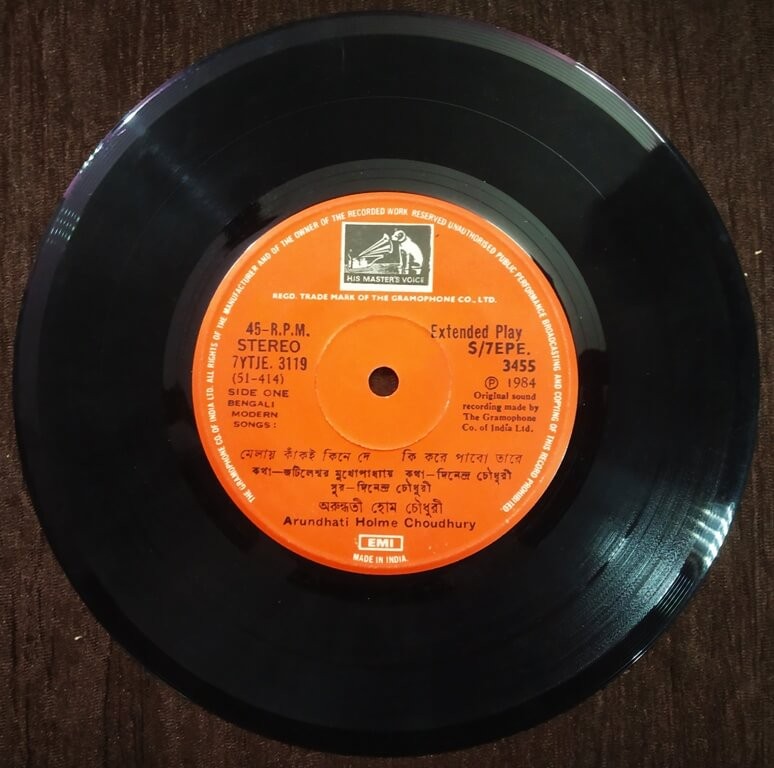 THE GRAMOPHONE CO. OF INDIA LTD. ALL RIGHTS OF THE MANUFACTURER AND OF THE OWNER OF THE RECORDED WORK RESERVED UNAUTHORISED PUBLIC PERFORMANCE BROADCASTING AND COPYING OF THIS RECORD PROHIBITED.
HIS MASTER'S VOICE
REGD. TRADE MARK OF THE GRAMOPHONE CO., LTD.
45-R.P.M.
STEREO
7YTJE. 3119
(51-414)
SIDE ONE
BENGALI
MODERN
SONGS:
Extended Play
S/7EPE.
3455
Ⓟ 1984
Original sound
recording made by
The Gramophone
Co. of India Ltd.
মেলায় কাঁকই কিনে দে কি করে পাবো তারে
কথা—জটিলেশ্বর মুখোপাধ্যায় কথা—দিনেন্দ্র চৌধুরী
সুর—দিনেন্দ্র চৌধুরী
অরুন্ধতী হোম চৌধুরী
Arundhati Holme Choudhury
EMI
MADE IN INDIA.